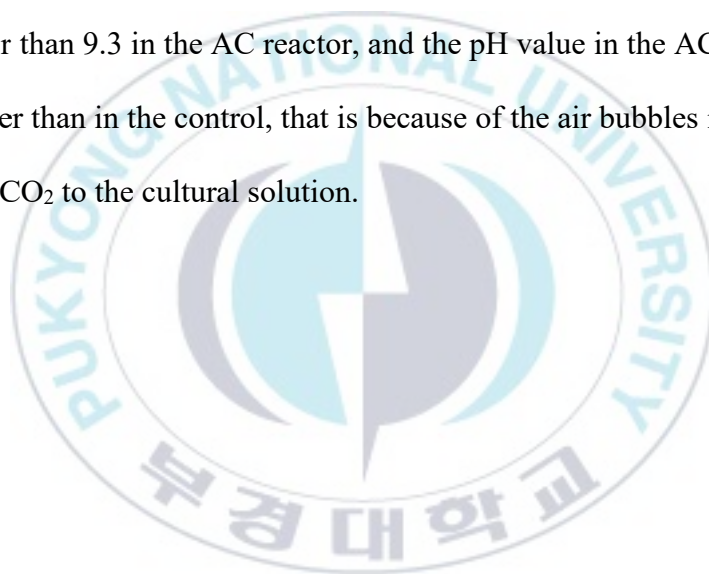 r than 9.3 in the AC reactor, and the pH value in the AC
er than in the control, that is because of the air bubbles
CO₂ to the cultural solution.
PUKYONG NATIONAL UNIVERSITY
부경대학교